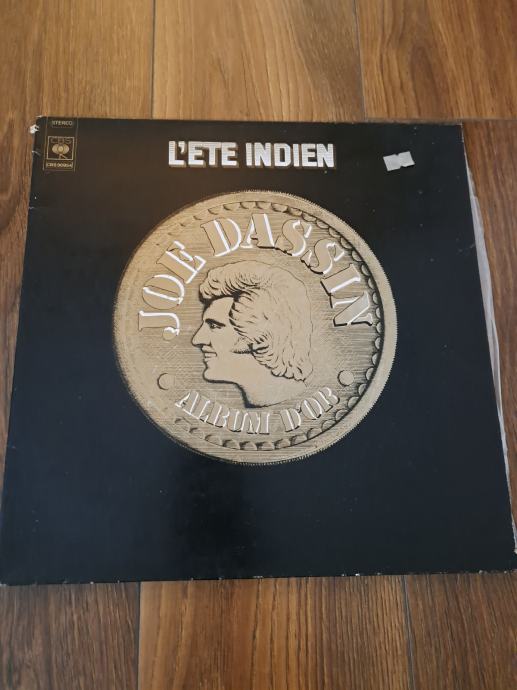 STEREO
CBS
L'ETE INDIEN
JOE DASSIN
ALBUM D'OR